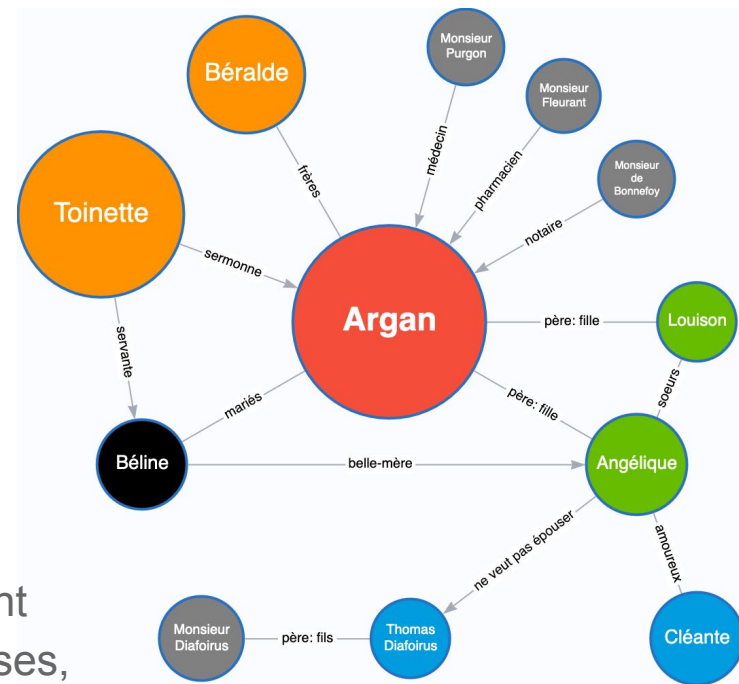 Monsieur
Purgon
Béralde
Monsieur
Fleurant
médecin
frères
pharmacien
Monsieur
de
Bonnefoy
Toinette
sermonne
notaire
Argan
père: fille
Louison
servante
mariés
père: fille
soeurs
Béline
belle-mère
Angélique
ne veut pas épouser
amoureux
nt
ses,
Monsieur
Diafoirus
père: fils
Thomas
Diafoirus
Cléante